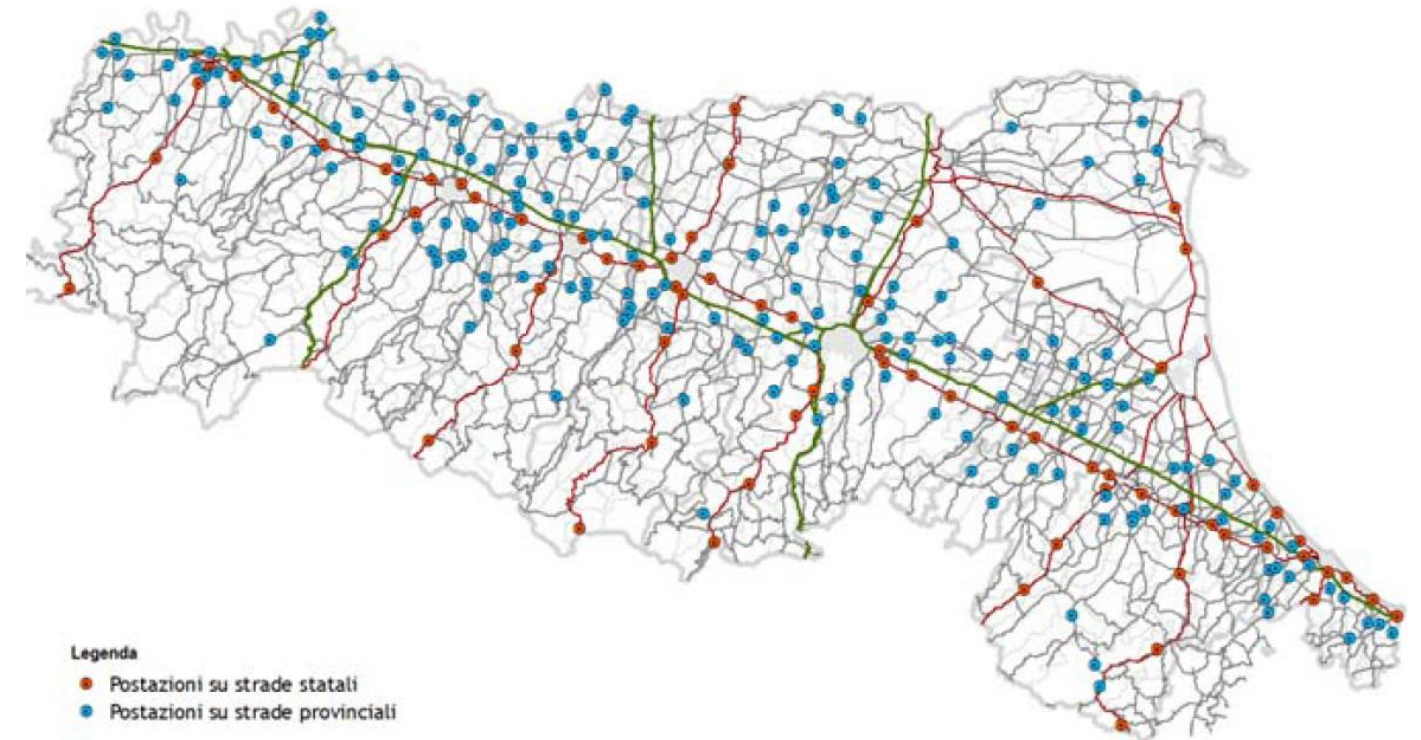 Legenda
Postazioni su strade statali
Postazioni su strade provinciali